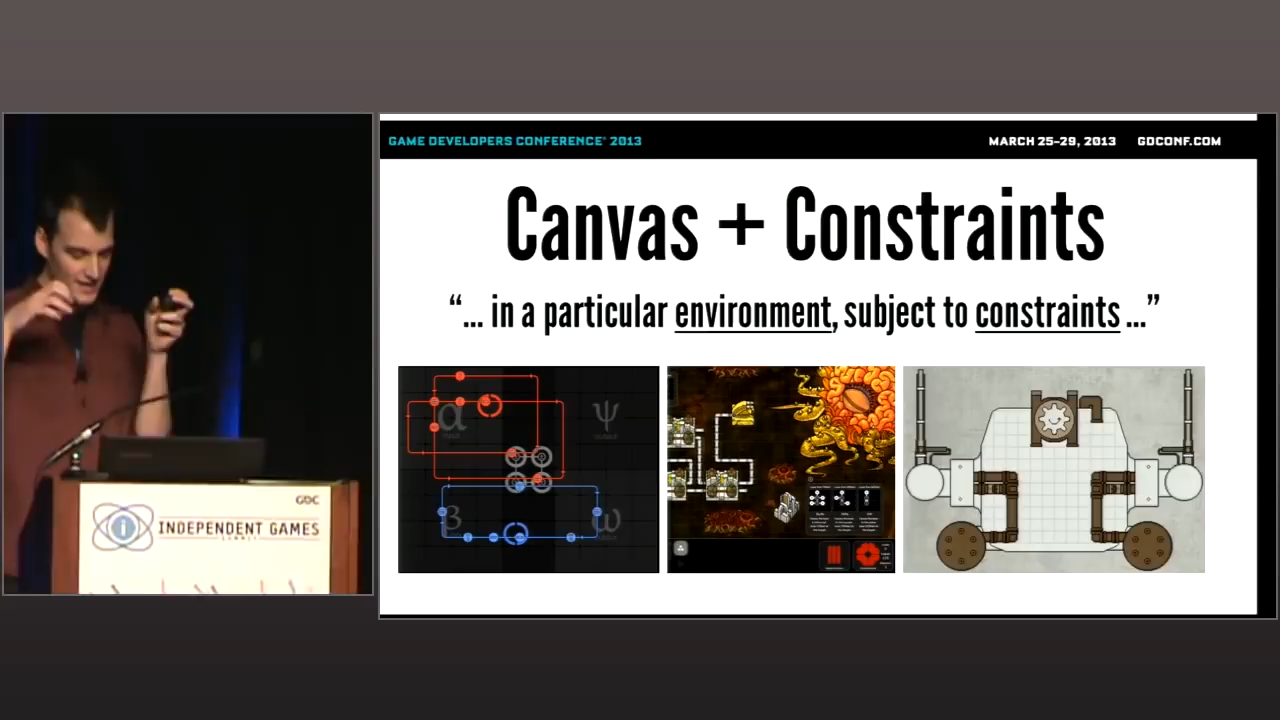 GAME DEVELOPERS CONFERENCE® 2013
MARCH 25–29, 2013 GDCONF.COM
Canvas + Constraints
“... in a particular environment, subject to constraints ...”
α
ψ
β
ω
GDC
i
INDEPENDENT GAMES
SUMMIT